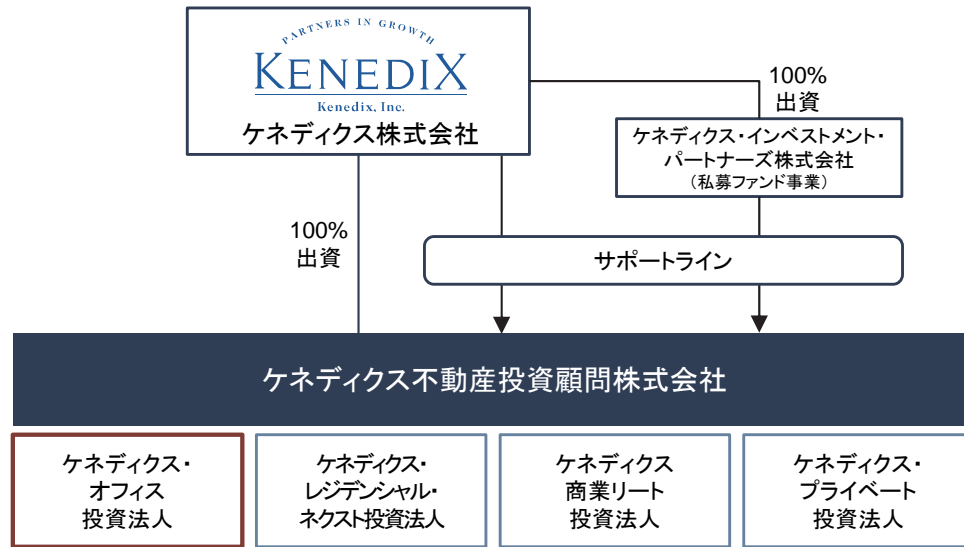 PARTNERS IN GROWTH
KENEDIX
Kenedix, Inc.
ケネディクス株式会社
100%
出資
ケネディクス・インベストメント・
パートナーズ株式会社
(私募ファンド事業)
100%
出資
サポートライン
ケネディクス不動産投資顧問株式会社
ケネディクス・
オフィス
投資法人
ケネディクス・
レジデンシャル・
ネクスト投資法人
ケネディクス
商業リート
投資法人
ケネディクス・
プライベート
投資法人